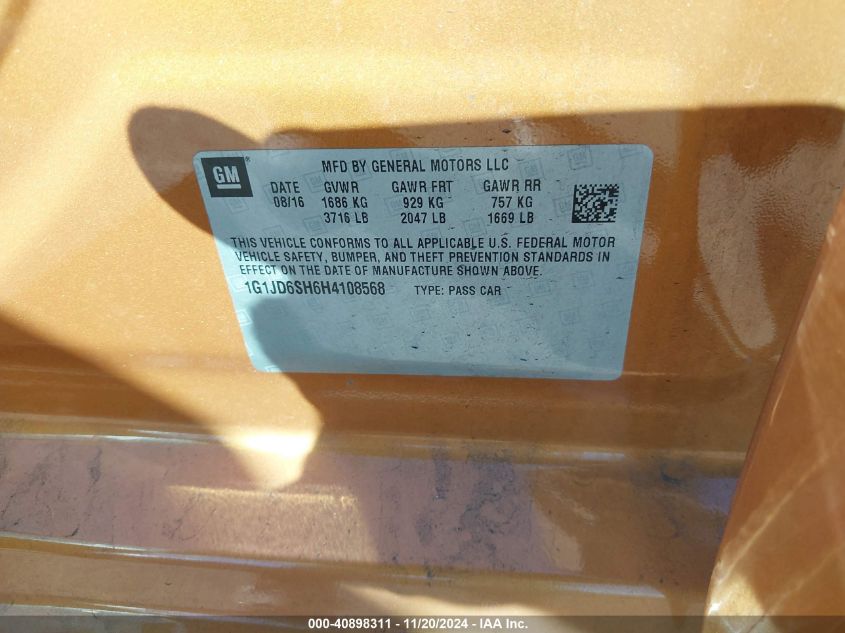 GM®
MFD BY GENERAL MOTORS LLC
DATE GVWR GAWR FRT GAWR RR
08/16 1686 KG 929 KG 757 KG
3716 LB 2047 LB 1669 LB
THIS VEHICLE CONFORMS TO ALL APPLICABLE U.S. FEDERAL MOTOR
VEHICLE SAFETY, BUMPER, AND THEFT PREVENTION STANDARDS IN
EFFECT ON THE DATE OF MANUFACTURE SHOWN ABOVE.
1G1JD6SH6H4108568 TYPE: PASS CAR
000-40898311 - 11/20/2024 - IAA Inc.